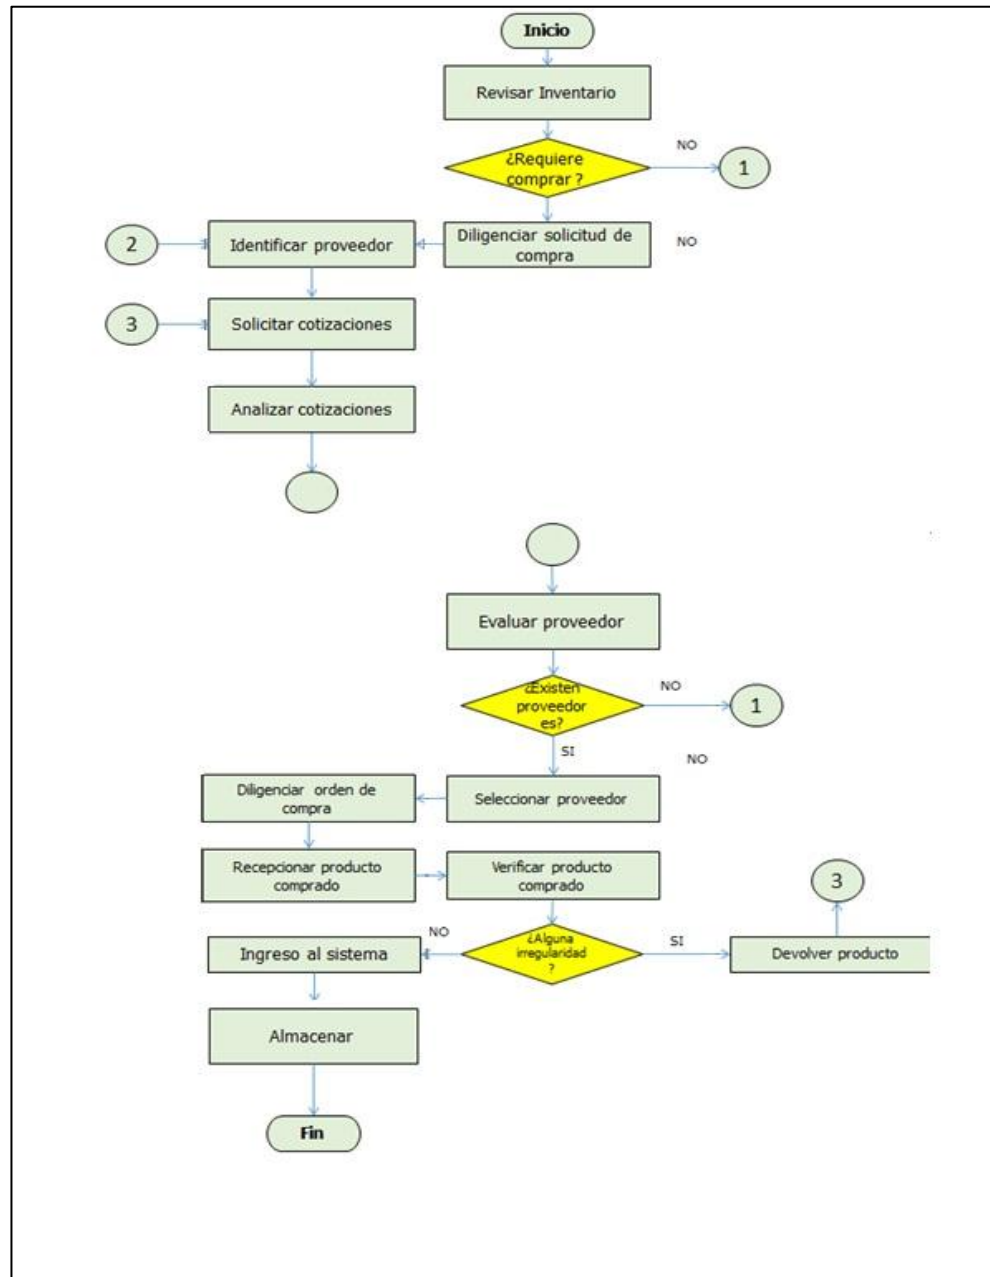 Inicio
Revisar Inventario
¿Requiere
comprar ?
NO
1
2
Identificar proveedor
Diligenciar solicitud de
compra
NO
3
Solicitar cotizaciones
Analizar cotizaciones
Evaluar proveedor
¿Existen
proveedor
es?
NO
1
SI
NO
Diligenciar orden de
compra
Seleccionar proveedor
Recepcionar producto
comprado
Verificar producto
comprado
3
NO
Ingreso al sistema
¿Alguna
irregularidad
?
SI
Devolver producto
Almacenar
Fin